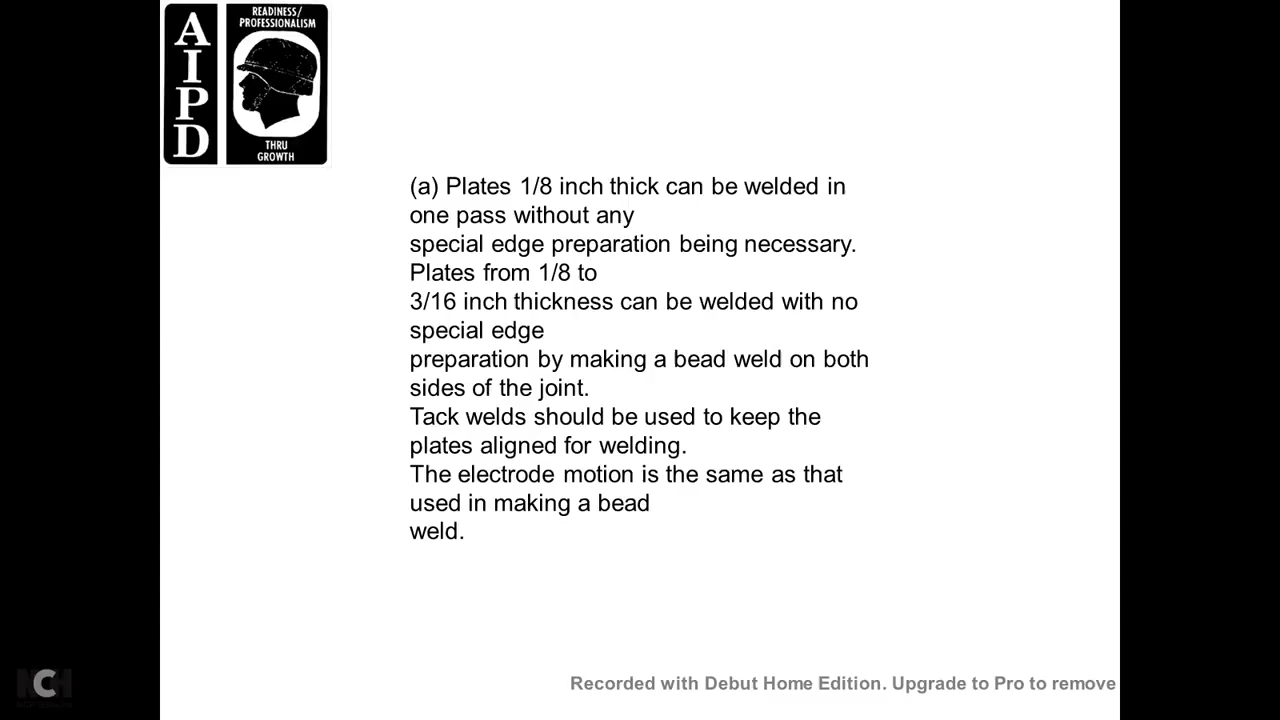 A
I
P
D
READINESS/
PROFESSIONALISM
THRU
GROWTH
(a) Plates 1/8 inch thick can be welded in
one pass without any
special edge preparation being necessary.
Plates from 1/8 to
3/16 inch thickness can be welded with no
special edge
preparation by making a bead weld on both
sides of the joint.
Tack welds should be used to keep the
plates aligned for welding.
The electrode motion is the same as that
used in making a bead
weld.
Recorded with Debut Home Edition. Upgrade to Pro to remove